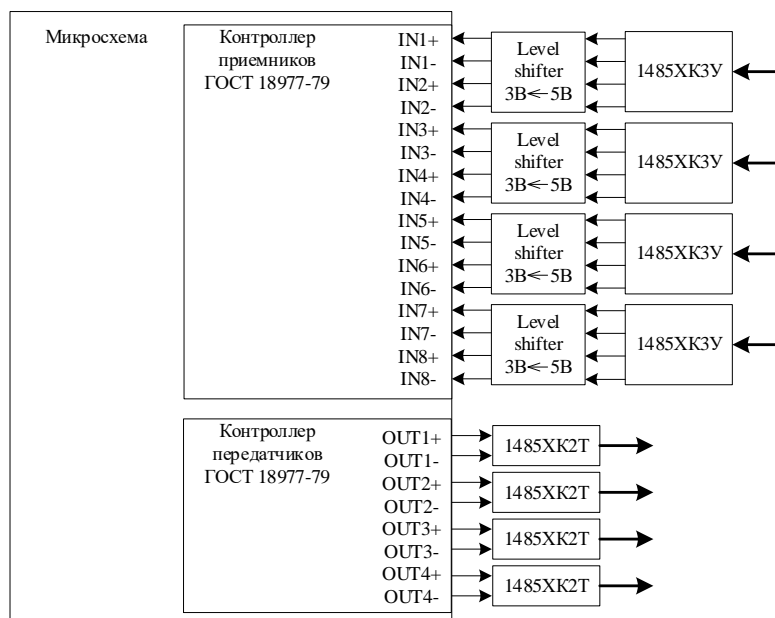 Микросхема
Контроллер
приемников
ГОСТ 18977-79
IN1+
IN1-
IN2+
IN2-
IN3+
IN3-
IN4+
IN4-
IN5+
IN5-
IN6+
IN6-
IN7+
IN7-
IN8+
IN8-
Level
shifter
3В←5В
1485ХК3У
Level
shifter
3В←5В
1485ХК3У
Level
shifter
3В←5В
1485ХК3У
Level
shifter
3В←5В
1485ХК3У
Контроллер
передатчиков
ГОСТ 18977-79
OUT1+
OUT1-
OUT2+
OUT2-
OUT3+
OUT3-
OUT4+
OUT4-
1485ХК2Т
1485ХК2Т
1485ХК2Т
1485ХК2Т